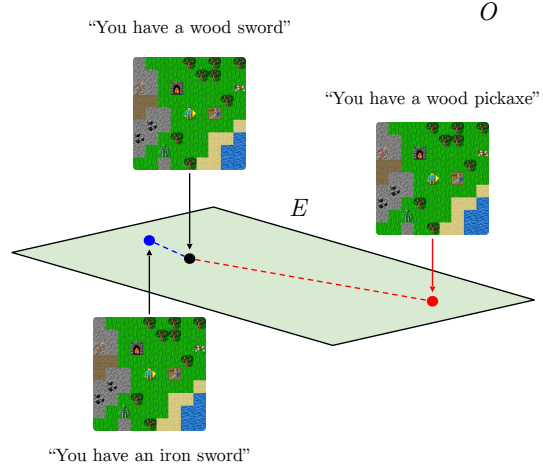 O
“You have a wood sword”
“You have a wood pickaxe”
E
“You have an iron sword”